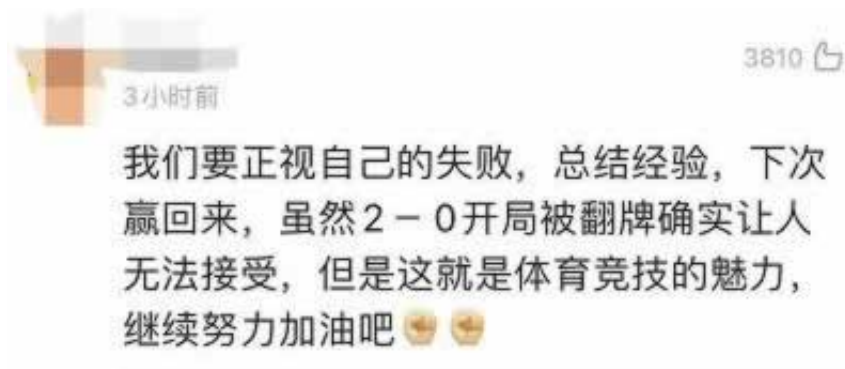 3810
3小时前
我们要正视自己的失败，总结经验，下次
赢回来，虽然2－0开局被翻牌确实让人
无法接受，但是这就是体育竞技的魅力，
继续努力加油吧✊✊